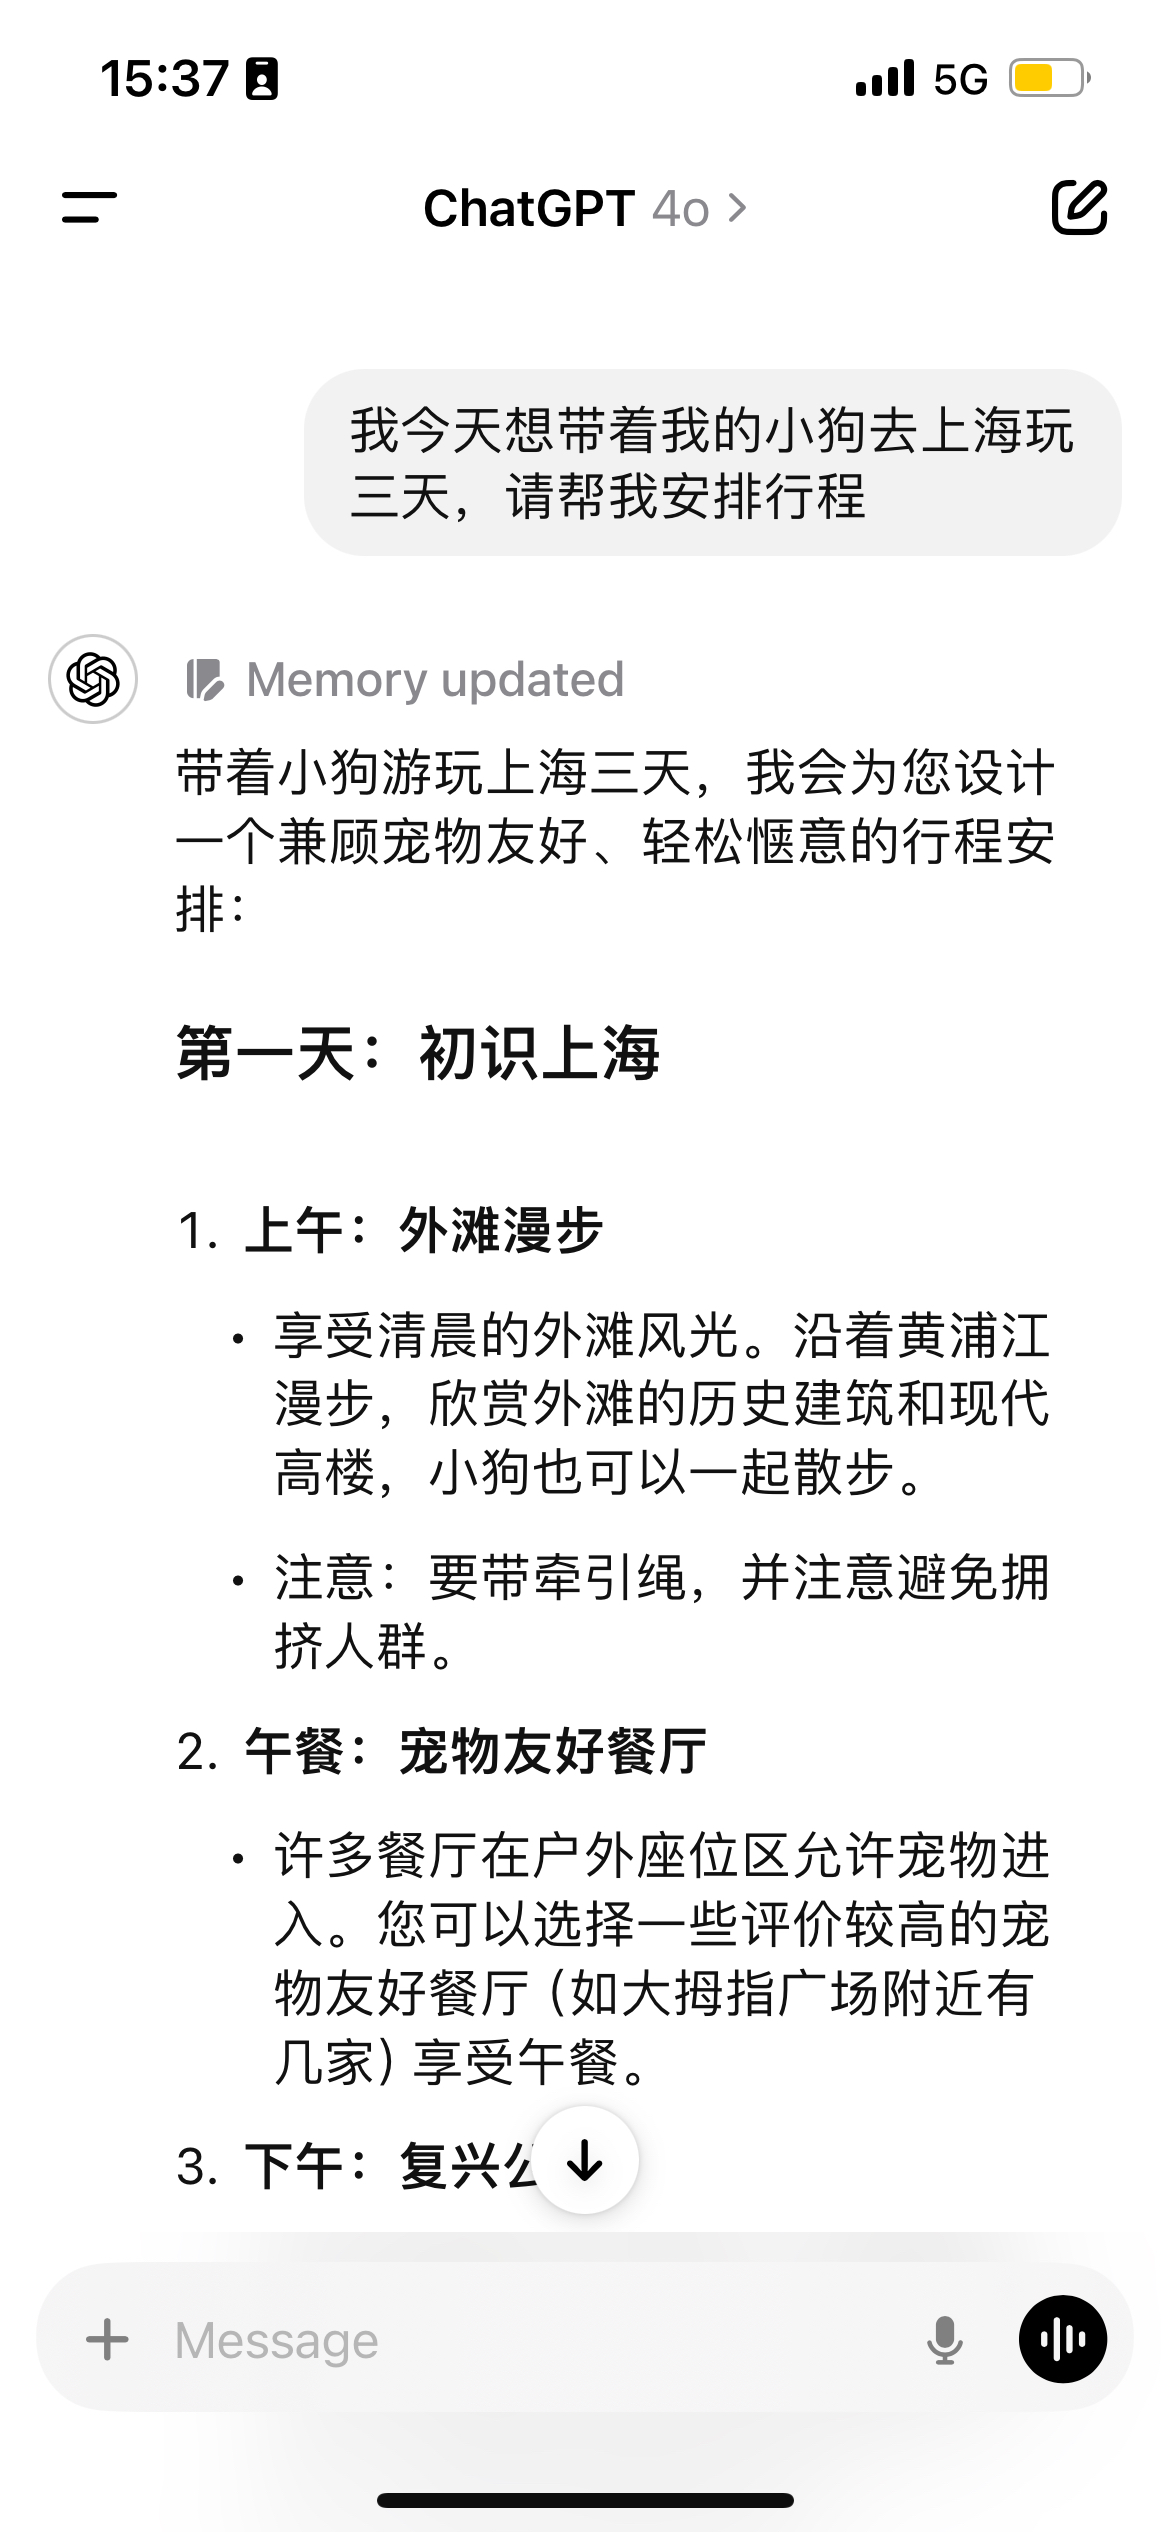 15:37
5G
ChatGPT 4o
我今天想带着我的小狗去上海玩
三天，请帮我安排行程
Memory updated
带着小狗游玩上海三天，我会为您设计
一个兼顾宠物友好、轻松惬意的行程安
排：
第一天：初识上海
1. 上午：外滩漫步
• 享受清晨的外滩风光。沿着黄浦江
漫步，欣赏外滩的历史建筑和现代
高楼，小狗也可以一起散步。
• 注意：要带牵引绳，并注意避免拥
挤人群。
2. 午餐：宠物友好餐厅
• 许多餐厅在户外座位区允许宠物进
入。您可以选择一些评价较高的宠
物友好餐厅（如大拇指广场附近有
几家）享受午餐。
3. 下午：复兴公
Message